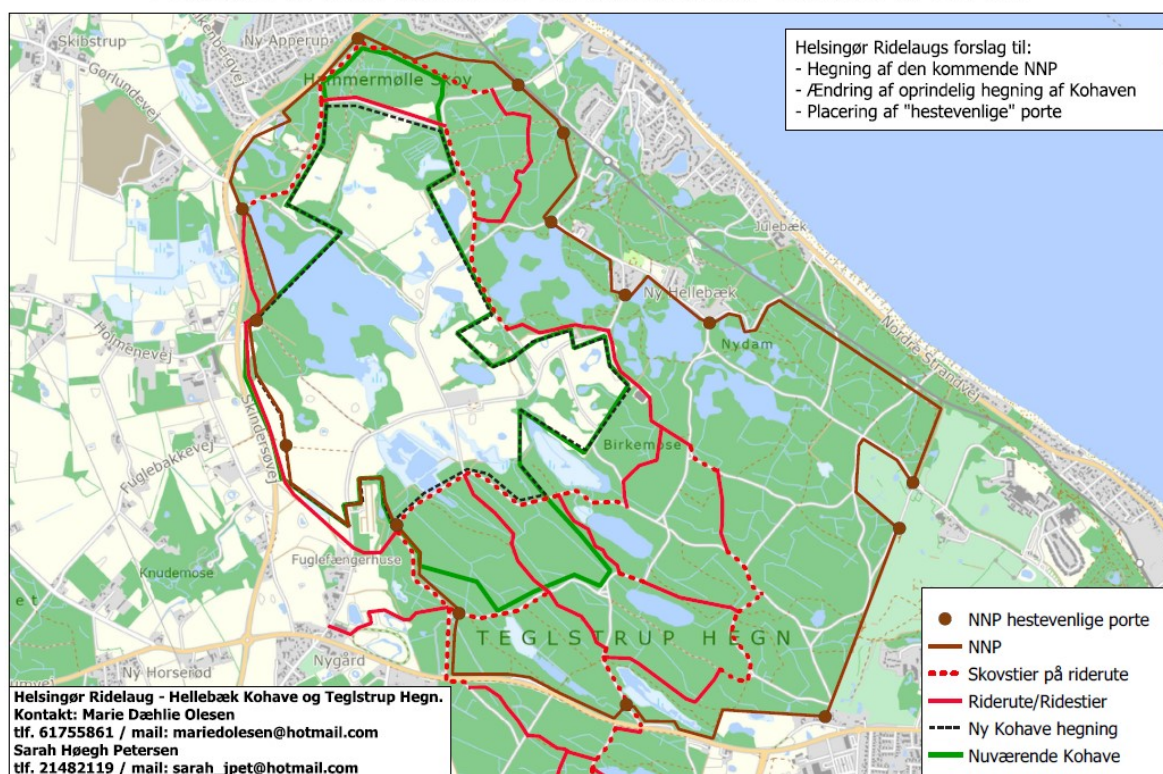 Helsingør Ridelaugs forslag til:
- Hegning af den kommende NNP
- Ændring af oprindelig hegning af Kohaven
- Placering af "hestevenlige" porte
Skibstrup
Ny Apperup
Gørlundevej
Hammermølle Skov
Julebæk
Ny Hellebæk
Nordre Strandvej
Nydam
Holmenevej
Skindersøvej
Fuglebakkevej
Birkemose
Fuglefængerhuse
Knudemose
TEGLSTRUP HEGN
Nygård
Ny Horserød
NNP hestevenlige porte
NNP
Skovstier på riderute
Riderute/Ridestier
Ny Kohave hegning
Nuværende Kohave
Helsingør Ridelaug - Hellebæk Kohave og Teglstrup Hegn.
Kontakt: Marie Dæhlie Olesen
tlf. 61755861 / mail: mariedolesen@hotmail.com
Sarah Høegh Petersen
tlf. 21482119 / mail: sarah_jpet@hotmail.com